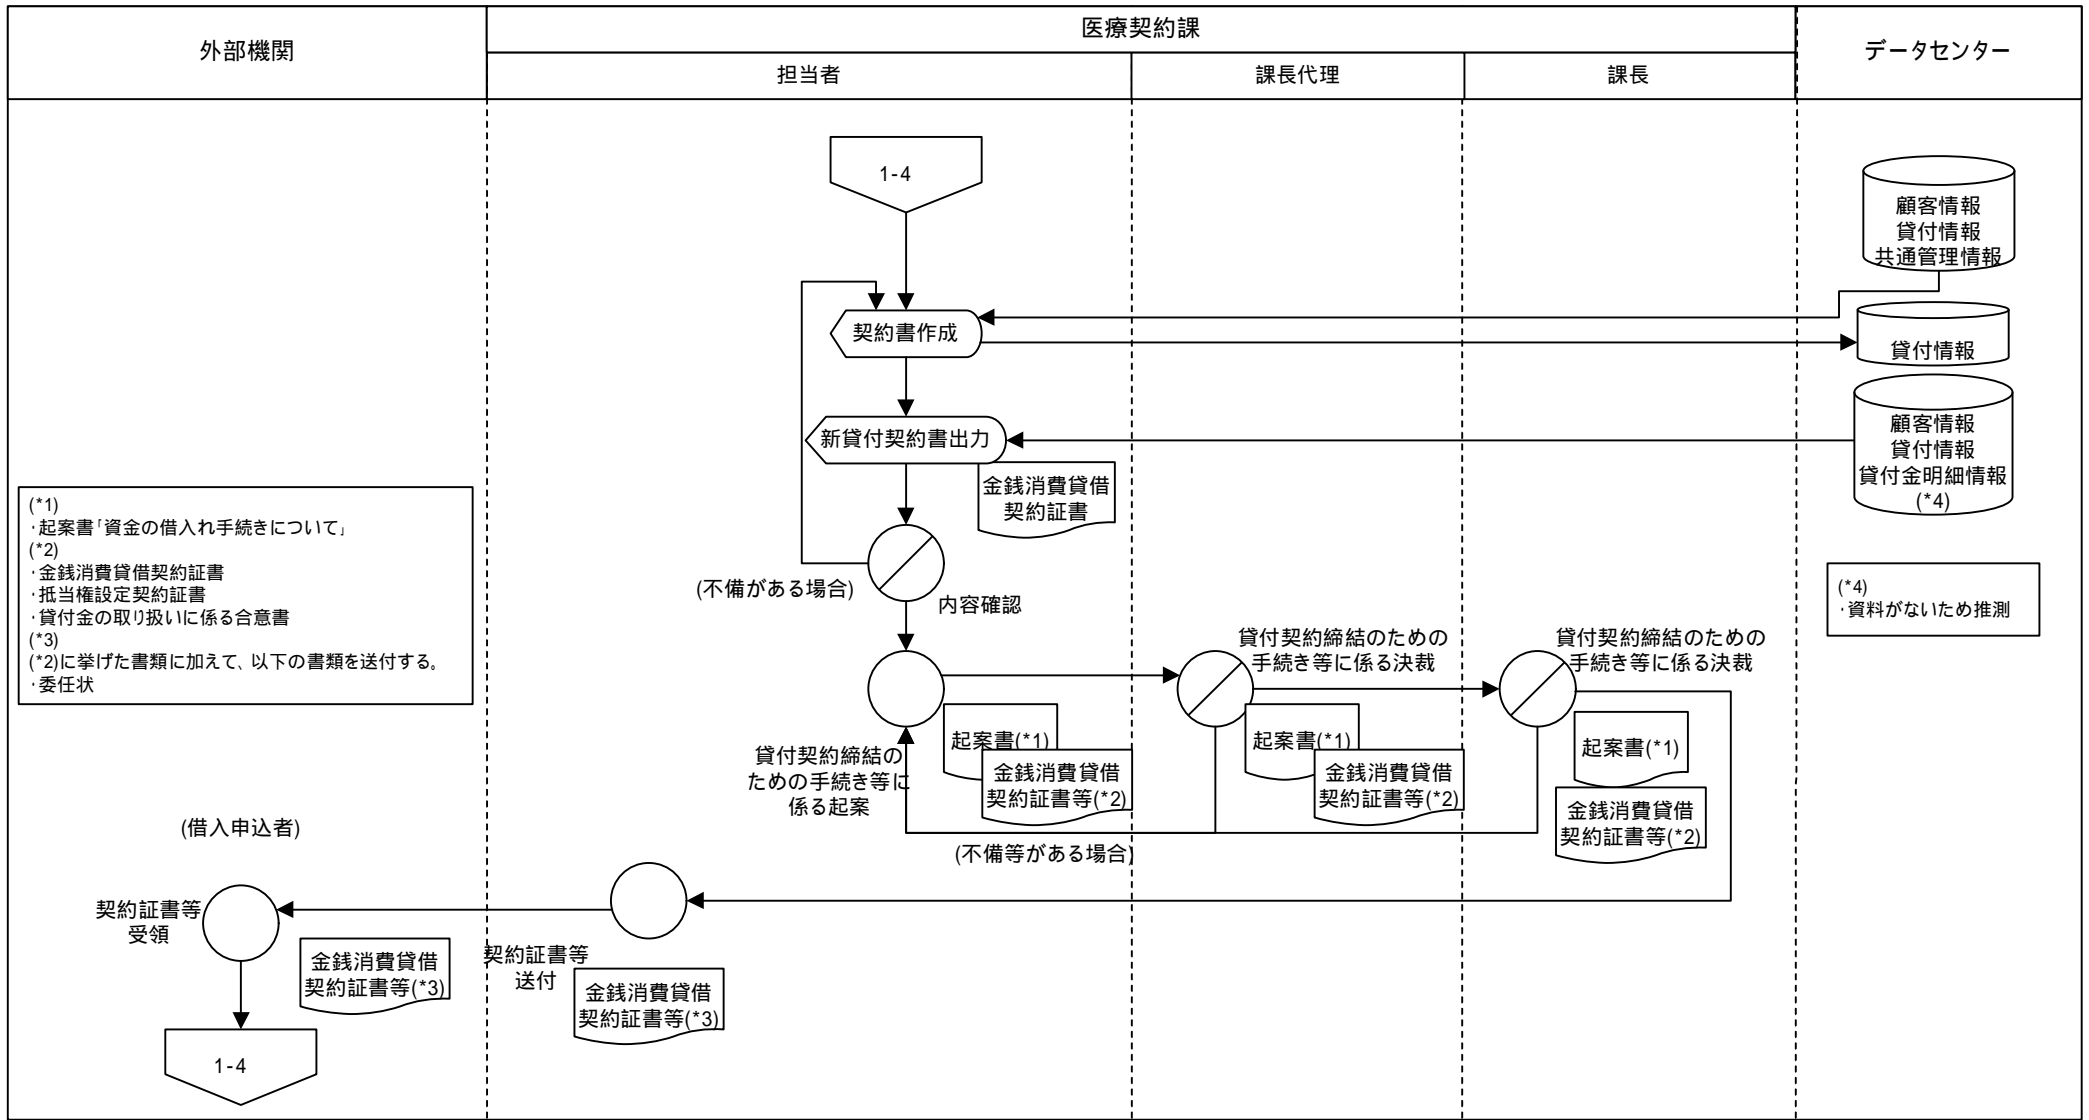 外部機関
医療契約課
データセンター
担当者
課長代理
課長
1-4
顧客情報
貸付情報
共通管理情報
契約書作成
貸付情報
新貸付契約書出力
顧客情報
貸付情報
貸付金明細情報
(*4)
金銭消費貸借
契約証書
(*1)
・起案書「資金の借入れ手続きについて」
(*2)
・金銭消費貸借契約証書
・抵当権設定契約証書
・貸付金の取り扱いに係る合意書
(*3)
(*2)に挙げた書類に加えて、以下の書類を送付する。
・委任状
(不備がある場合)
内容確認
(*4)
・資料がないため推測
貸付契約締結のための
手続き等に係る決裁
貸付契約締結のための
手続き等に係る決裁
貸付契約締結の
ための手続き等に
係る起案
起案書(*1)
金銭消費貸借
契約証書等(*2)
起案書(*1)
金銭消費貸借
契約証書等(*2)
起案書(*1)
金銭消費貸借
契約証書等(*2)
(不備等がある場合)
(借入申込者)
契約証書等
受領
金銭消費貸借
契約証書等(*3)
契約証書等
送付
金銭消費貸借
契約証書等(*3)
1-4